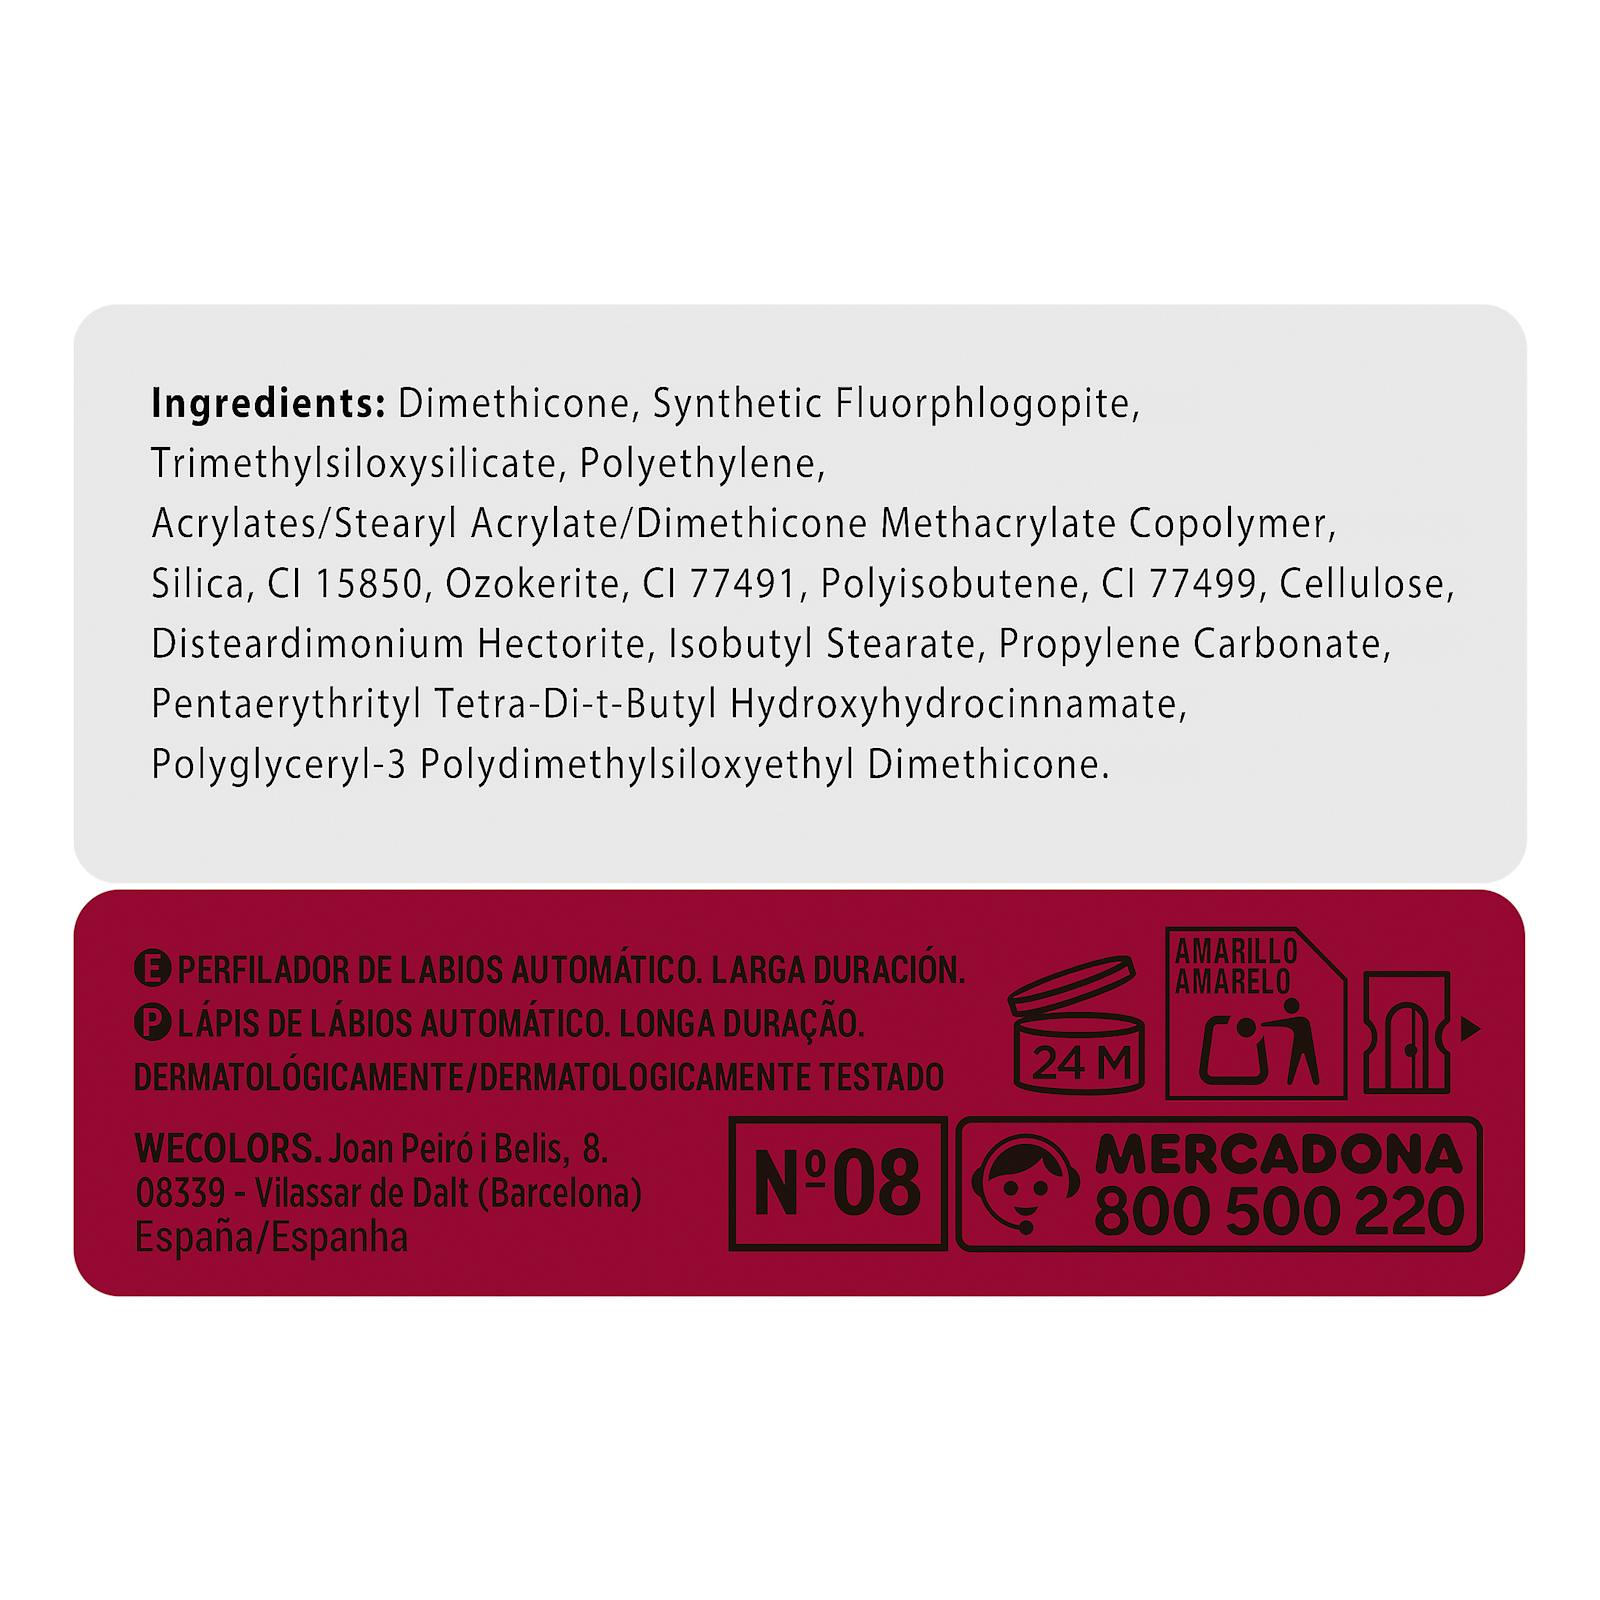 Ingredients: Dimethicone, Synthetic Fluorphlogopite,
Trimethylsiloxysilicate, Polyethylene,
Acrylates/Stearyl Acrylate/Dimethicone Methacrylate Copolymer,
Silica, CI 15850, Ozokerite, CI 77491, Polyisobutene, CI 77499, Cellulose,
Disteardimonium Hectorite, Isobutyl Stearate, Propylene Carbonate,
Pentaerythrityl Tetra-Di-t-Butyl Hydroxyhydrocinnamate,
Polyglyceryl-3 Polydimethylsiloxyethyl Dimethicone.
E PERFILADOR DE LABIOS AUTOMÁTICO. LARGA DURACIÓN.
P LÁPIS DE LÁBIOS AUTOMÁTICO. LONGA DURAÇÃO.
DERMATOLÓGICAMENTE/DERMATOLOGICAMENTE TESTADO
24 M
AMARILLO
AMARELO
WECOLORS. Joan Peiró i Belis, 8.
08339 - Vilassar de Dalt (Barcelona)
España/Espanha
Nº08
MERCADONA
800 500 220